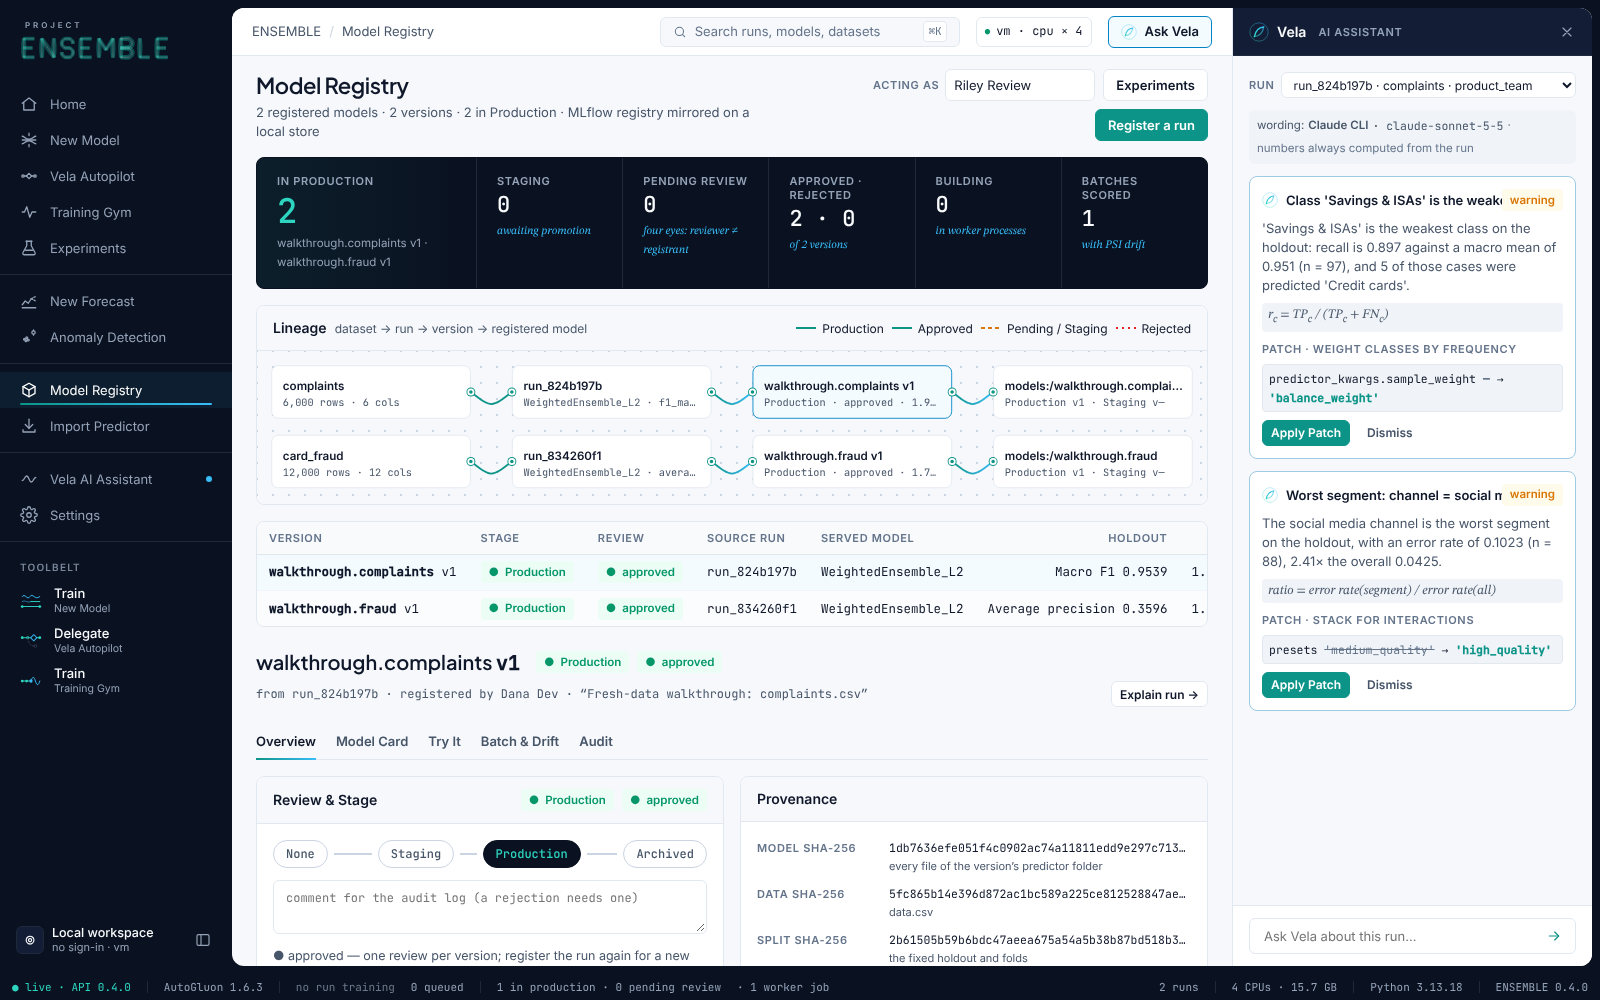 PROJECT
ENSEMBLE
Home
New Model
Vela Autopilot
Training Gym
Experiments
New Forecast
Anomaly Detection
Model Registry
Import Predictor
Vela AI Assistant
Settings
TOOLBELT
Train
New Model
Delegate
Vela Autopilot
Train
Training Gym
Local workspace
no sign-in · vm
ENSEMBLE / Model Registry
Search runs, models, datasets ⌘K
vm · cpu × 4
Ask Vela
Model Registry
2 registered models · 2 versions · 2 in Production · MLflow registry mirrored on a
local store
ACTING AS Riley Review
Experiments
Register a run
IN PRODUCTION
2
walkthrough.complaints v1 ·
walkthrough.fraud v1
STAGING
0
awaiting promotion
PENDING REVIEW
0
four eyes: reviewer ≠
registrant
APPROVED ·
REJECTED
2 · 0
of 2 versions
BUILDING
0
in worker processes
BATCHES
SCORED
1
with PSI drift
Lineage dataset → run → version → registered model
Production Approved Pending / Staging Rejected
complaints
6,000 rows · 6 cols
run_824b197b
WeightedEnsemble_L2 · f1_ma…
walkthrough.complaints v1
Production · approved · 1.9…
models:/walkthrough.complai…
Production v1 · Staging v—
card_fraud
12,000 rows · 12 cols
run_834260f1
WeightedEnsemble_L2 · avera…
walkthrough.fraud v1
Production · approved · 1.7…
models:/walkthrough.fraud
Production v1 · Staging v—
VERSION STAGE REVIEW SOURCE RUN SERVED MODEL HOLDOUT
walkthrough.complaints v1 Production approved run_824b197b WeightedEnsemble_L2 Macro F1 0.9539 1.
walkthrough.fraud v1 Production approved run_834260f1 WeightedEnsemble_L2 Average precision 0.3596 1.
walkthrough.complaints v1 Production approved
from run_824b197b · registered by Dana Dev · “Fresh-data walkthrough: complaints.csv”
Explain run →
Overview Model Card Try It Batch & Drift Audit
Review & Stage Production approved
None Staging Production Archived
comment for the audit log (a rejection needs one)
approved — one review per version; register the run again for a new
Provenance
MODEL SHA-256 1db7636efe051f4c0902ac74a11811edd9e297c713…
every file of the version's predictor folder
DATA SHA-256 5fc865b14e396d872ac1bc589a225ce812528847ae…
data.csv
SPLIT SHA-256 2b61505b59b6bdc47aeea675a54a5b38b87bd518b3…
the fixed holdout and folds
Vela AI ASSISTANT
RUN run_824b197b · complaints · product_team
wording: Claude CLI · claude-sonnet-5-5 ·
numbers always computed from the run
Class 'Savings & ISAs' is the weake warning
'Savings & ISAs' is the weakest class on the
holdout: recall is 0.897 against a macro mean of
0.951 (n = 97), and 5 of those cases were
predicted 'Credit cards'.
r_c = TP_c / (TP_c + FN_c)
PATCH · WEIGHT CLASSES BY FREQUENCY
predictor_kwargs.sample_weight — →
'balance_weight'
Apply Patch Dismiss
Worst segment: channel = social m warning
The social media channel is the worst segment
on the holdout, with an error rate of 0.1023 (n =
88), 2.41× the overall 0.0425.
ratio = error rate(segment) / error rate(all)
PATCH · STACK FOR INTERACTIONS
presets 'medium_quality' → 'high_quality'
Apply Patch Dismiss
Ask Vela about this run...
live · API 0.4.0 AutoGluon 1.6.3 no run training 0 queued 1 in production · 0 pending review · 1 worker job 2 runs 4 CPUs · 15.7 GB Python 3.13.18 ENSEMBLE 0.4.0